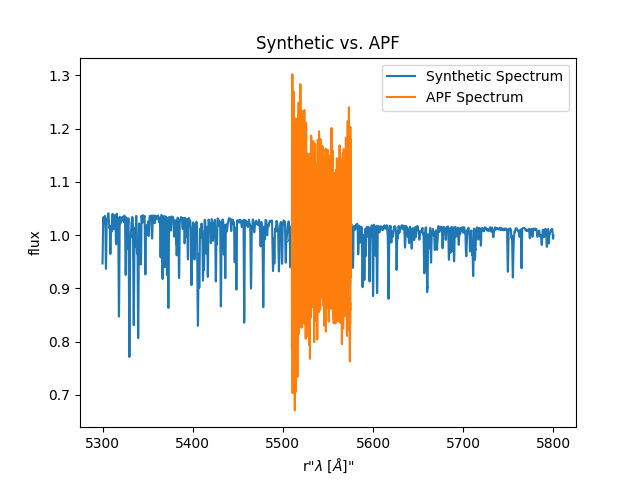 Synthetic vs. APF
Synthetic Spectrum
APF Spectrum
flux
1.3
1.2
1.1
1.0
0.9
0.8
0.7
5300 5400 5500 5600 5700 5800
r"λ [Å]"